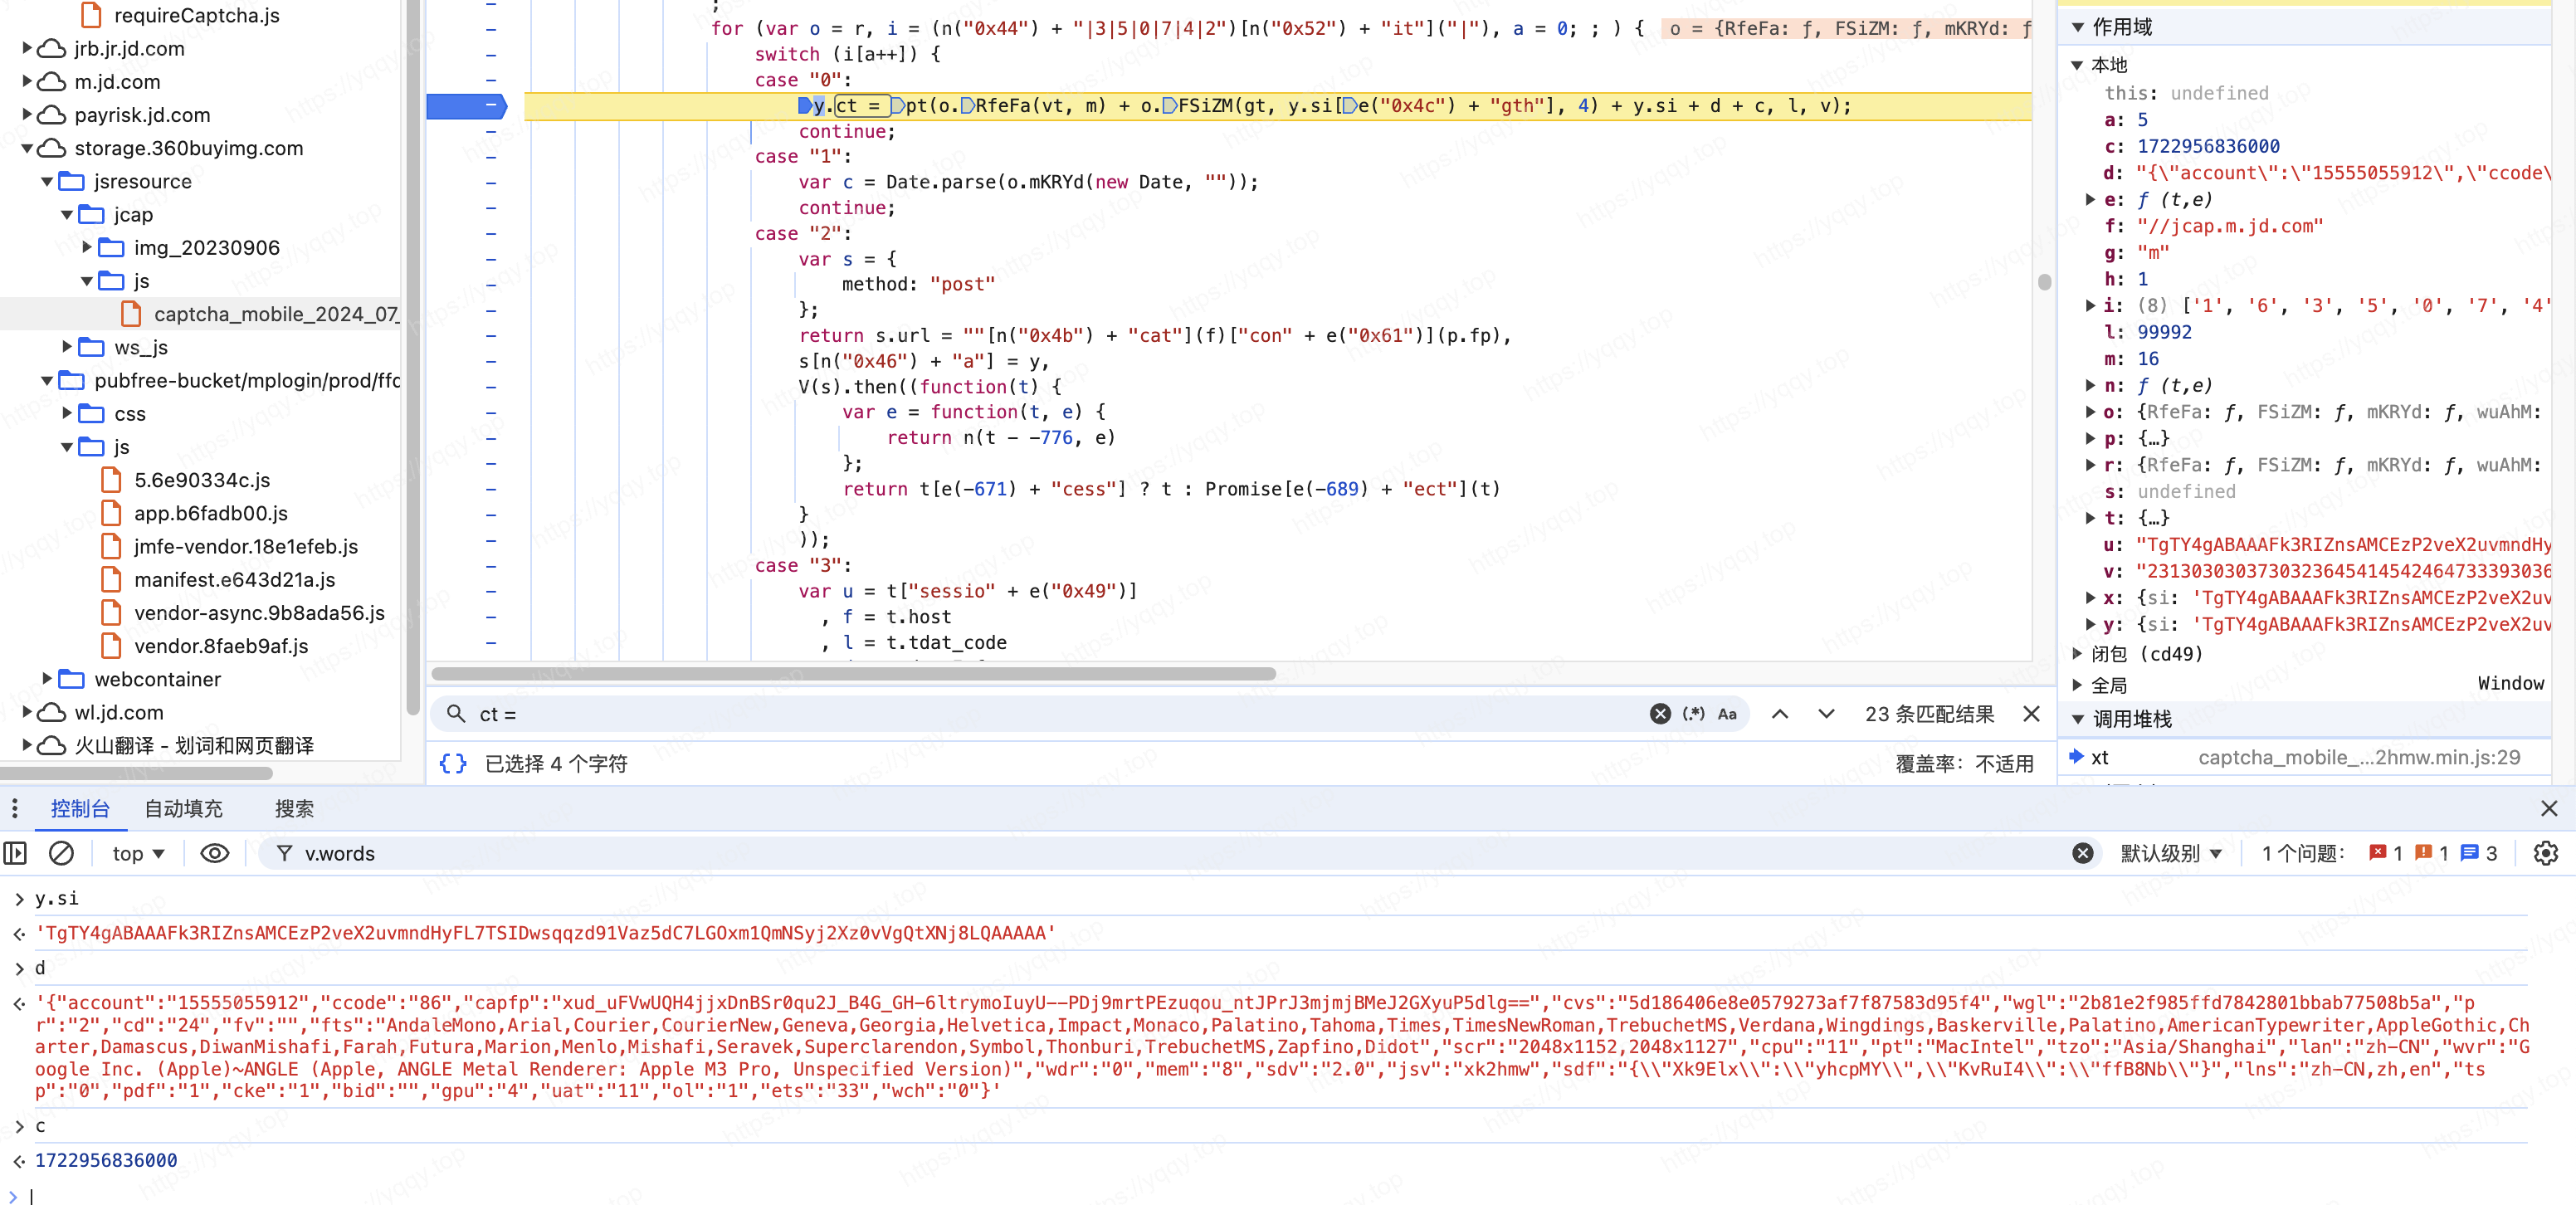 requireCaptcha.js
jrb.jr.jd.com
m.jd.com
payrisk.jd.com
storage.360buyimg.com
jsresource
jcap
img_20230906
js
captcha_mobile_2024_07_
ws_js
pubfree-bucket/mplogin/prod/ffc
css
js
5.6e90334c.js
app.b6fadb00.js
jmfe-vendor.18e1efeb.js
manifest.e643d21a.js
vendor-async.9b8ada56.js
vendor.8faeb9af.js
webcontainer
wl.jd.com
火山翻译 - 划词和网页翻译
;
for (var o = r, i = (n("0x44") + "|3|5|0|7|4|2")[n("0x52") + "it"]("|"), a = 0; ; ) { o = {RfeFa: ƒ, FSiZM: ƒ, mKRYd: ƒ
switch (i[a++]) {
case "0":
y.ct = pt(o.RfeFa(vt, m) + o.FSiZM(gt, y.si[e("0x4c") + "gth"], 4) + y.si + d + c, l, v);
continue;
case "1":
var c = Date.parse(o.mKRYd(new Date, ""));
continue;
case "2":
var s = {
method: "post"
};
return s.url = ""[n("0x4b") + "cat"](f)["con" + e("0x61")](p.fp),
s[n("0x46") + "a"] = y,
V(s).then((function(t) {
var e = function(t, e) {
return n(t - -776, e)
};
return t[e(-671) + "cess"] ? t : Promise[e(-689) + "ect"](t)
}
));
case "3":
var u = t["sessio" + e("0x49")]
, f = t.host
, l = t.tdat_code
ct =
23 条匹配结果
{} 已选择 4 个字符
覆盖率：不适用
作用域
本地
this: undefined
a: 5
c: 1722956836000
d: "{\"account\":\"15555055912\",\"ccode\
e: ƒ (t,e)
f: "//jcap.m.jd.com"
g: "m"
h: 1
i: (8) ['1', '6', '3', '5', '0', '7', '4'
l: 99992
m: 16
n: ƒ (t,e)
o: {RfeFa: ƒ, FSiZM: ƒ, mKRYd: ƒ, wuAhM:
p: {…}
r: {RfeFa: ƒ, FSiZM: ƒ, mKRYd: ƒ, wuAhM:
s: undefined
t: {…}
u: "TgTY4gABAAAFk3RIZnsAMCEzP2veX2uvmndHy
v: "2313030303730323645414542464733393036
x: {si: 'TgTY4gABAAAFk3RIZnsAMCEzP2veX2uv
y: {si: 'TgTY4gABAAAFk3RIZnsAMCEzP2veX2uv
闭包 (cd49)
全局 Window
调用堆栈
xt captcha_mobile_…2hmw.min.js:29
控制台 自动填充 搜索
top v.words 默认级别 1 个问题： 1 1 3
y.si
'TgTY4gABAAAFk3RIZnsAMCEzP2veX2uvmndHyFL7TSIDwsqqzd91Vaz5dC7LGOxm1QmNSyj2Xz0vVgQtXNj8LQAAAAA'
d
'{"account":"15555055912","ccode":"86","capfp":"xud_uFVwUQH4jjxDnBSr0qu2J_B4G_GH-6ltrymoIuyU--PDj9mrtPEzuqou_ntJPrJ3mjmjBMeJ2GXyuP5dlg==","cvs":"5d186406e8e0579273af7f87583d95f4","wgl":"2b81e2f985ffd7842801bbab77508b5a","p
r":"2","cd":"24","fv":"","fts":"AndaleMono,Arial,Courier,CourierNew,Geneva,Georgia,Helvetica,Impact,Monaco,Palatino,Tahoma,Times,TimesNewRoman,TrebuchetMS,Verdana,Wingdings,Baskerville,Palatino,AmericanTypewriter,AppleGothic,Ch
arter,Damascus,DiwanMishafi,Farah,Futura,Marion,Menlo,Mishafi,Seravek,Superclarendon,Symbol,Thonburi,TrebuchetMS,Zapfino,Didot","scr":"2048x1152,2048x1127","cpu":"11","pt":"MacIntel","tzo":"Asia/Shanghai","lan":"zh-CN","wvr":"G
oogle Inc. (Apple)~ANGLE (Apple, ANGLE Metal Renderer: Apple M3 Pro, Unspecified Version)","wdr":"0","mem":"8","sdv":"2.0","jsv":"xk2hmw","sdf":"{\\"Xk9Elx\\":\\"yhcpMY\\",\\"KvRuI4\\":\\"ffB8Nb\\"}","lns":"zh-CN,zh,en","ts
p":"0","pdf":"1","cke":"1","bid":"","gpu":"4","uat":"11","ol":"1","ets":"33","wch":"0"}'
c
1722956836000
https://yqqy.top